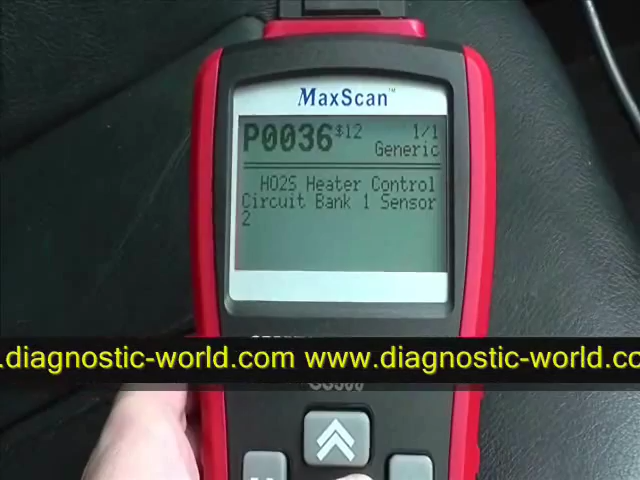 MaxScan™
P0036 $12 1/1
Generic
HO2S Heater Control
Circuit Bank 1 Sensor
2
.diagnostic-world.com www.diagnostic-world.co